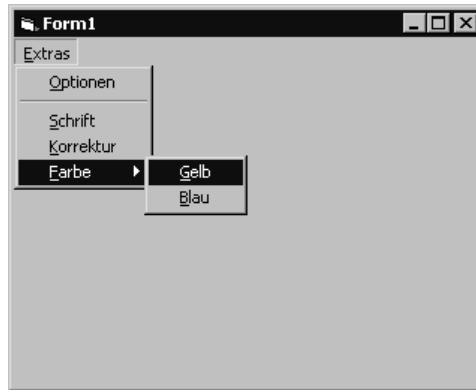 Form1
Extras
Optionen
Schrift
Korrektur
Farbe
Gelb
Blau